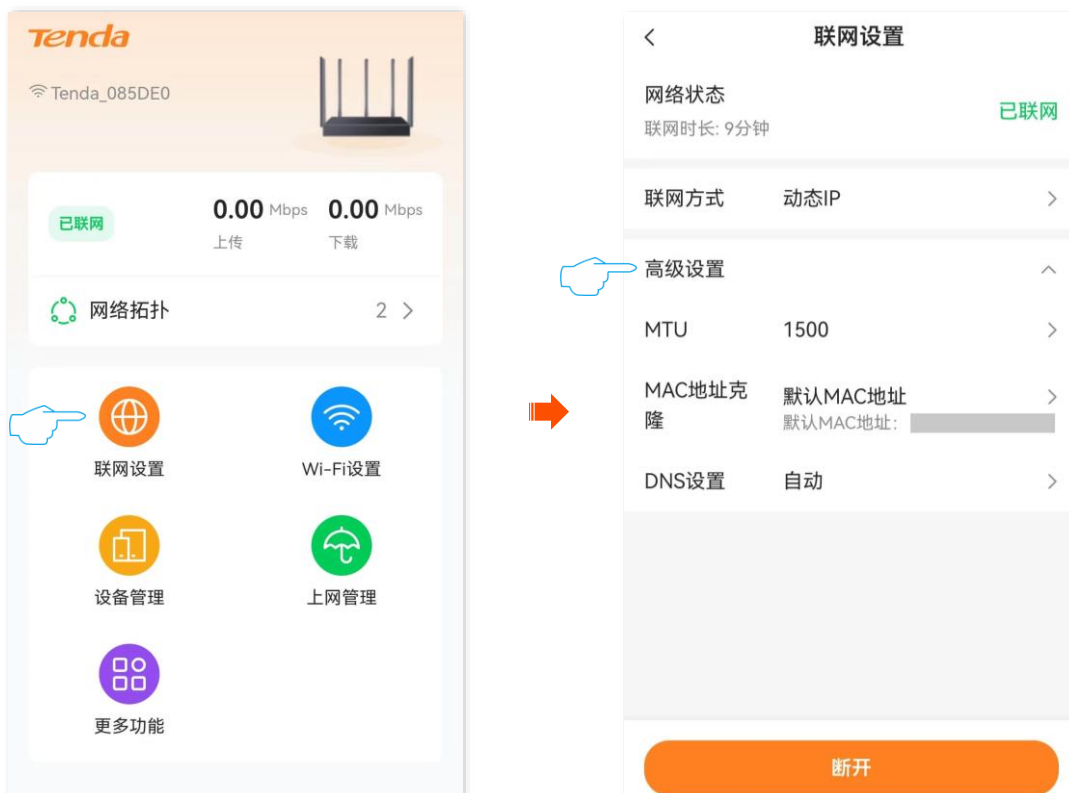 Tenda
Tenda_085DE0
已联网
0.00 Mbps 0.00 Mbps
上传 下载
网络拓扑 2
联网设置 Wi-Fi设置
设备管理 上网管理
更多功能
联网设置
网络状态
联网时长: 9分钟
已联网
联网方式 动态IP
高级设置
MTU 1500
MAC地址克
隆
默认MAC地址
默认MAC地址:
DNS设置 自动
断开